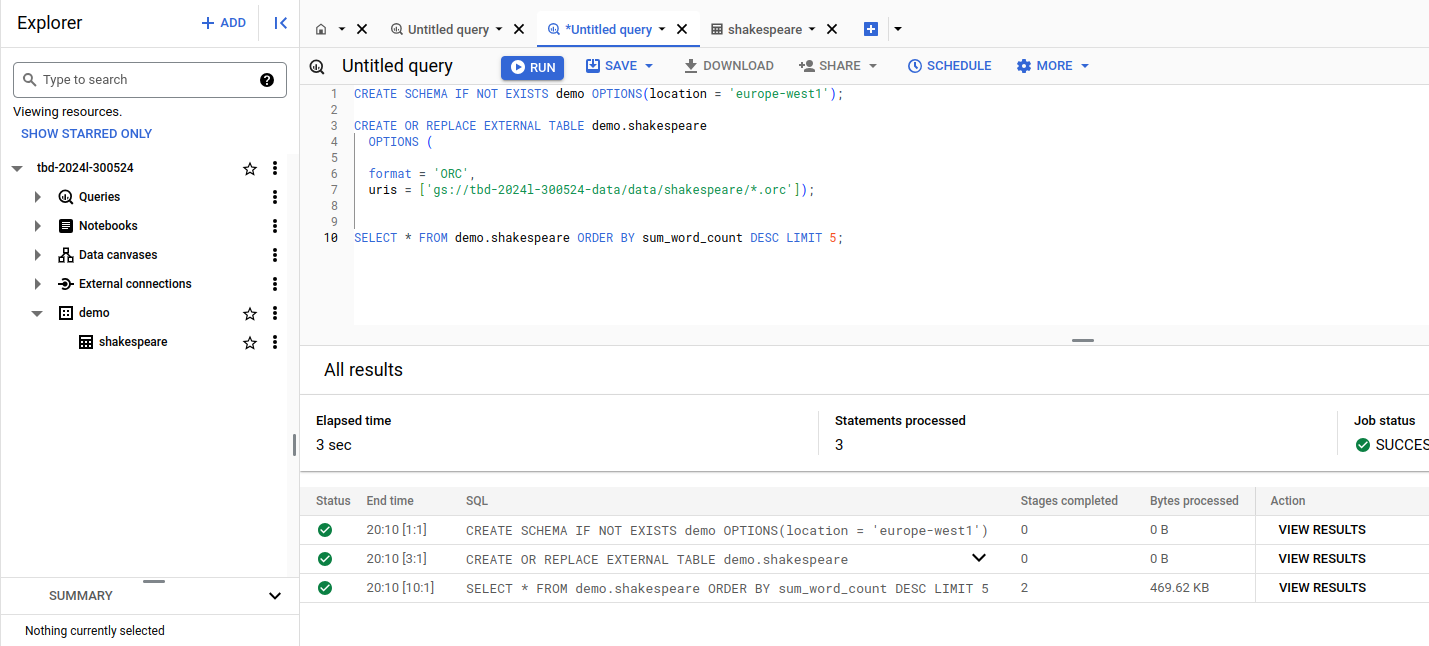 Explorer
+ ADD
Untitled query
*Untitled query
shakespeare
Type to search
Viewing resources.
SHOW STARRED ONLY
tbd-2024l-300524
Queries
Notebooks
Data canvases
External connections
demo
shakespeare
SUMMARY
Nothing currently selected
Untitled query
RUN
SAVE
DOWNLOAD
SHARE
SCHEDULE
MORE
1 CREATE SCHEMA IF NOT EXISTS demo OPTIONS(location = 'europe-west1');
2
3 CREATE OR REPLACE EXTERNAL TABLE demo.shakespeare
4 OPTIONS (
5
6 format = 'ORC',
7 uris = ['gs://tbd-2024l-300524-data/data/shakespeare/*.orc']);
8
9
10 SELECT * FROM demo.shakespeare ORDER BY sum_word_count DESC LIMIT 5;
All results
Elapsed time
3 sec
Statements processed
3
Job status
SUCCES
Status End time SQL Stages completed Bytes processed Action
20:10 [1:1] CREATE SCHEMA IF NOT EXISTS demo OPTIONS(location = 'europe-west1') 0 0 B VIEW RESULTS
20:10 [3:1] CREATE OR REPLACE EXTERNAL TABLE demo.shakespeare 0 0 B VIEW RESULTS
20:10 [10:1] SELECT * FROM demo.shakespeare ORDER BY sum_word_count DESC LIMIT 5 2 469.62 KB VIEW RESULTS